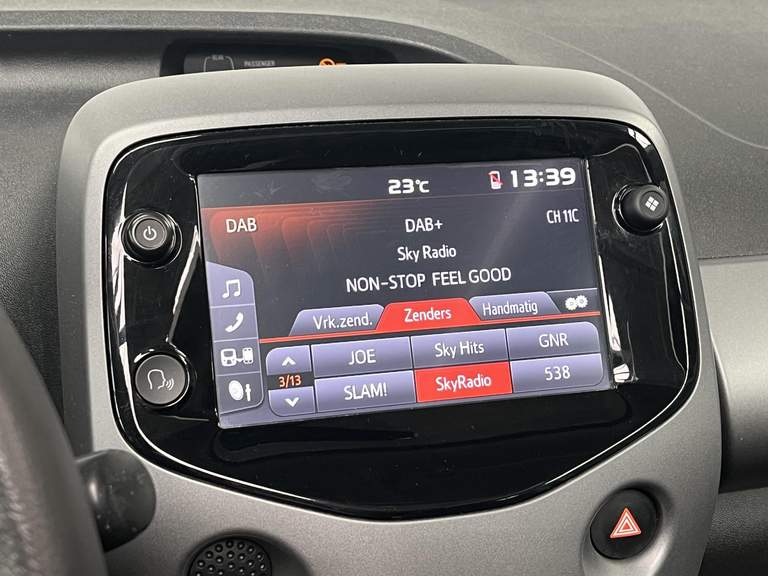 PASSENGER
23°C 13:39
DAB DAB+ CH 11C
Sky Radio
NON-STOP FEEL GOOD
Vrk.zend. Zenders Handmatig
JOE Sky Hits GNR
3/13
SLAM! SkyRadio 538